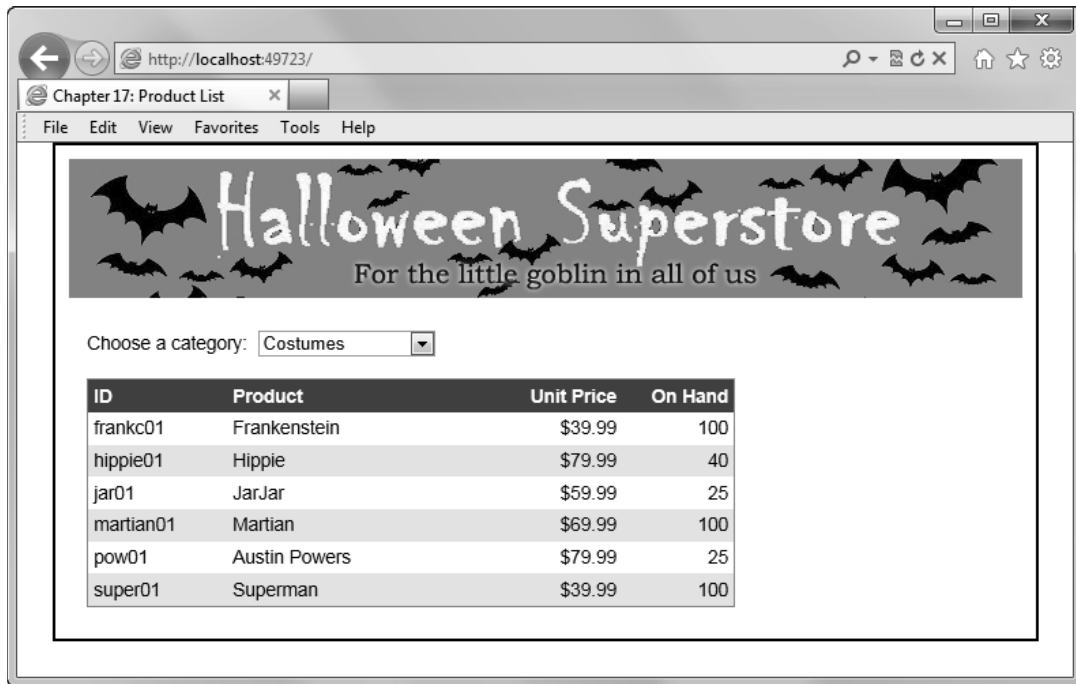 http://localhost:49723/
Chapter 17: Product List
File Edit View Favorites Tools Help
Halloween Superstore
For the little goblin in all of us
Choose a category: Costumes
ID Product Unit Price On Hand
frankc01 Frankenstein $39.99 100
hippie01 Hippie $79.99 40
jar01 JarJar $59.99 25
martian01 Martian $69.99 100
pow01 Austin Powers $79.99 25
super01 Superman $39.99 100